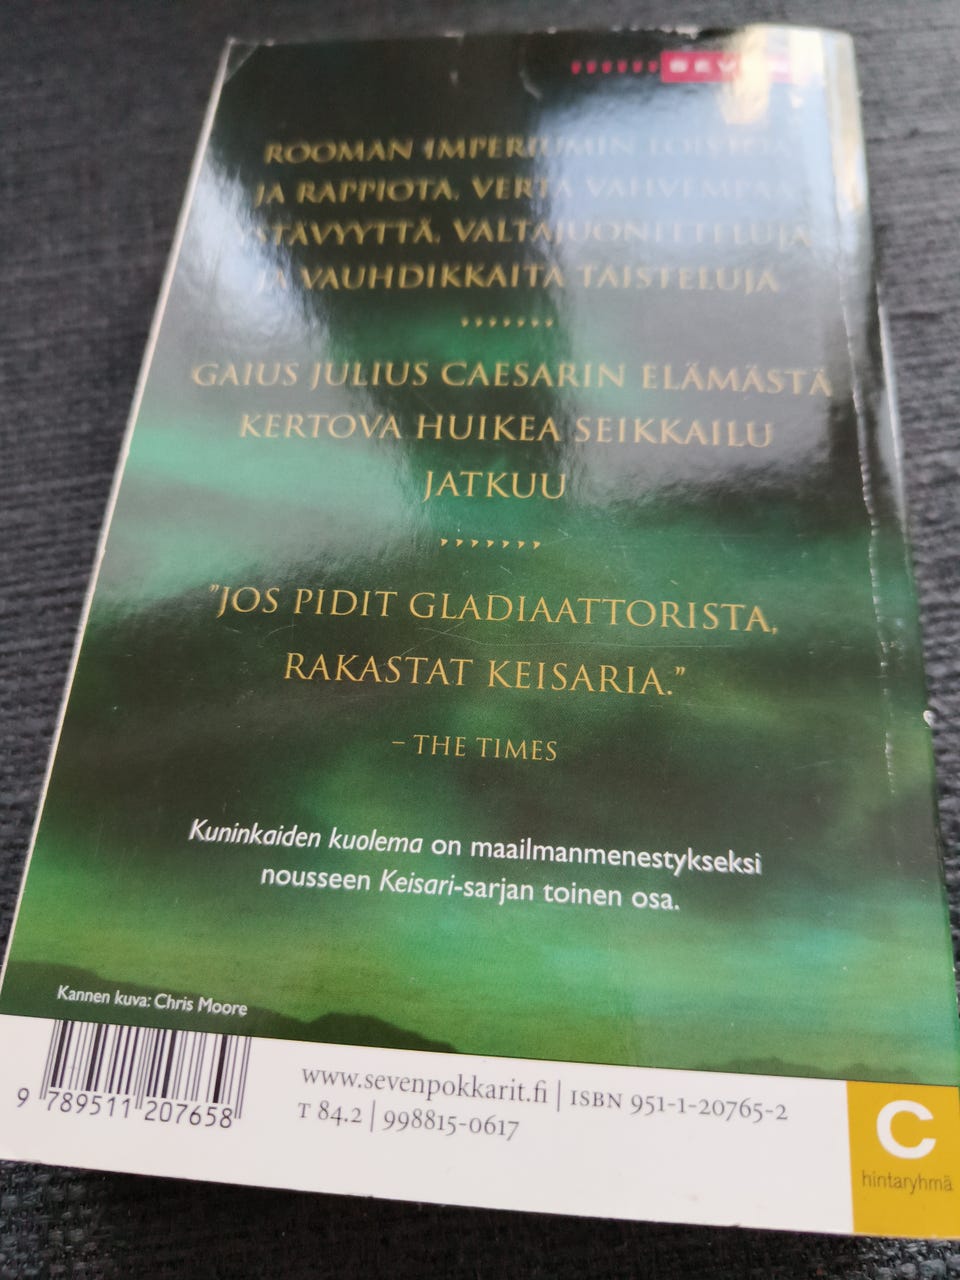 SEVEN
ROOMAN IMPERIUMIN LOISTOA
JA RAPPIOTA, VERTA VAHVEMPAA
YSTÄVYYTTÄ, VALTAJUONITTELUJA
JA VAUHDIKKAITA TAISTELUJA
GAIUS JULIUS CAESARIN ELÄMÄSTÄ
KERTOVA HUIKEA SEIKKAILU
JATKUU
"JOS PIDIT GLADIAATTORISTA,
RAKASTAT KEISARIA."
– THE TIMES
Kuninkaiden kuolema on maailmanmenestykseksi
nousseen Keisari-sarjan toinen osa.
Kannen kuva: Chris Moore
9 789511 207658
www.sevenpokkarit.fi | ISBN 951-1-20765-2
T 84.2 | 998815-0617
C
hintaryhmä